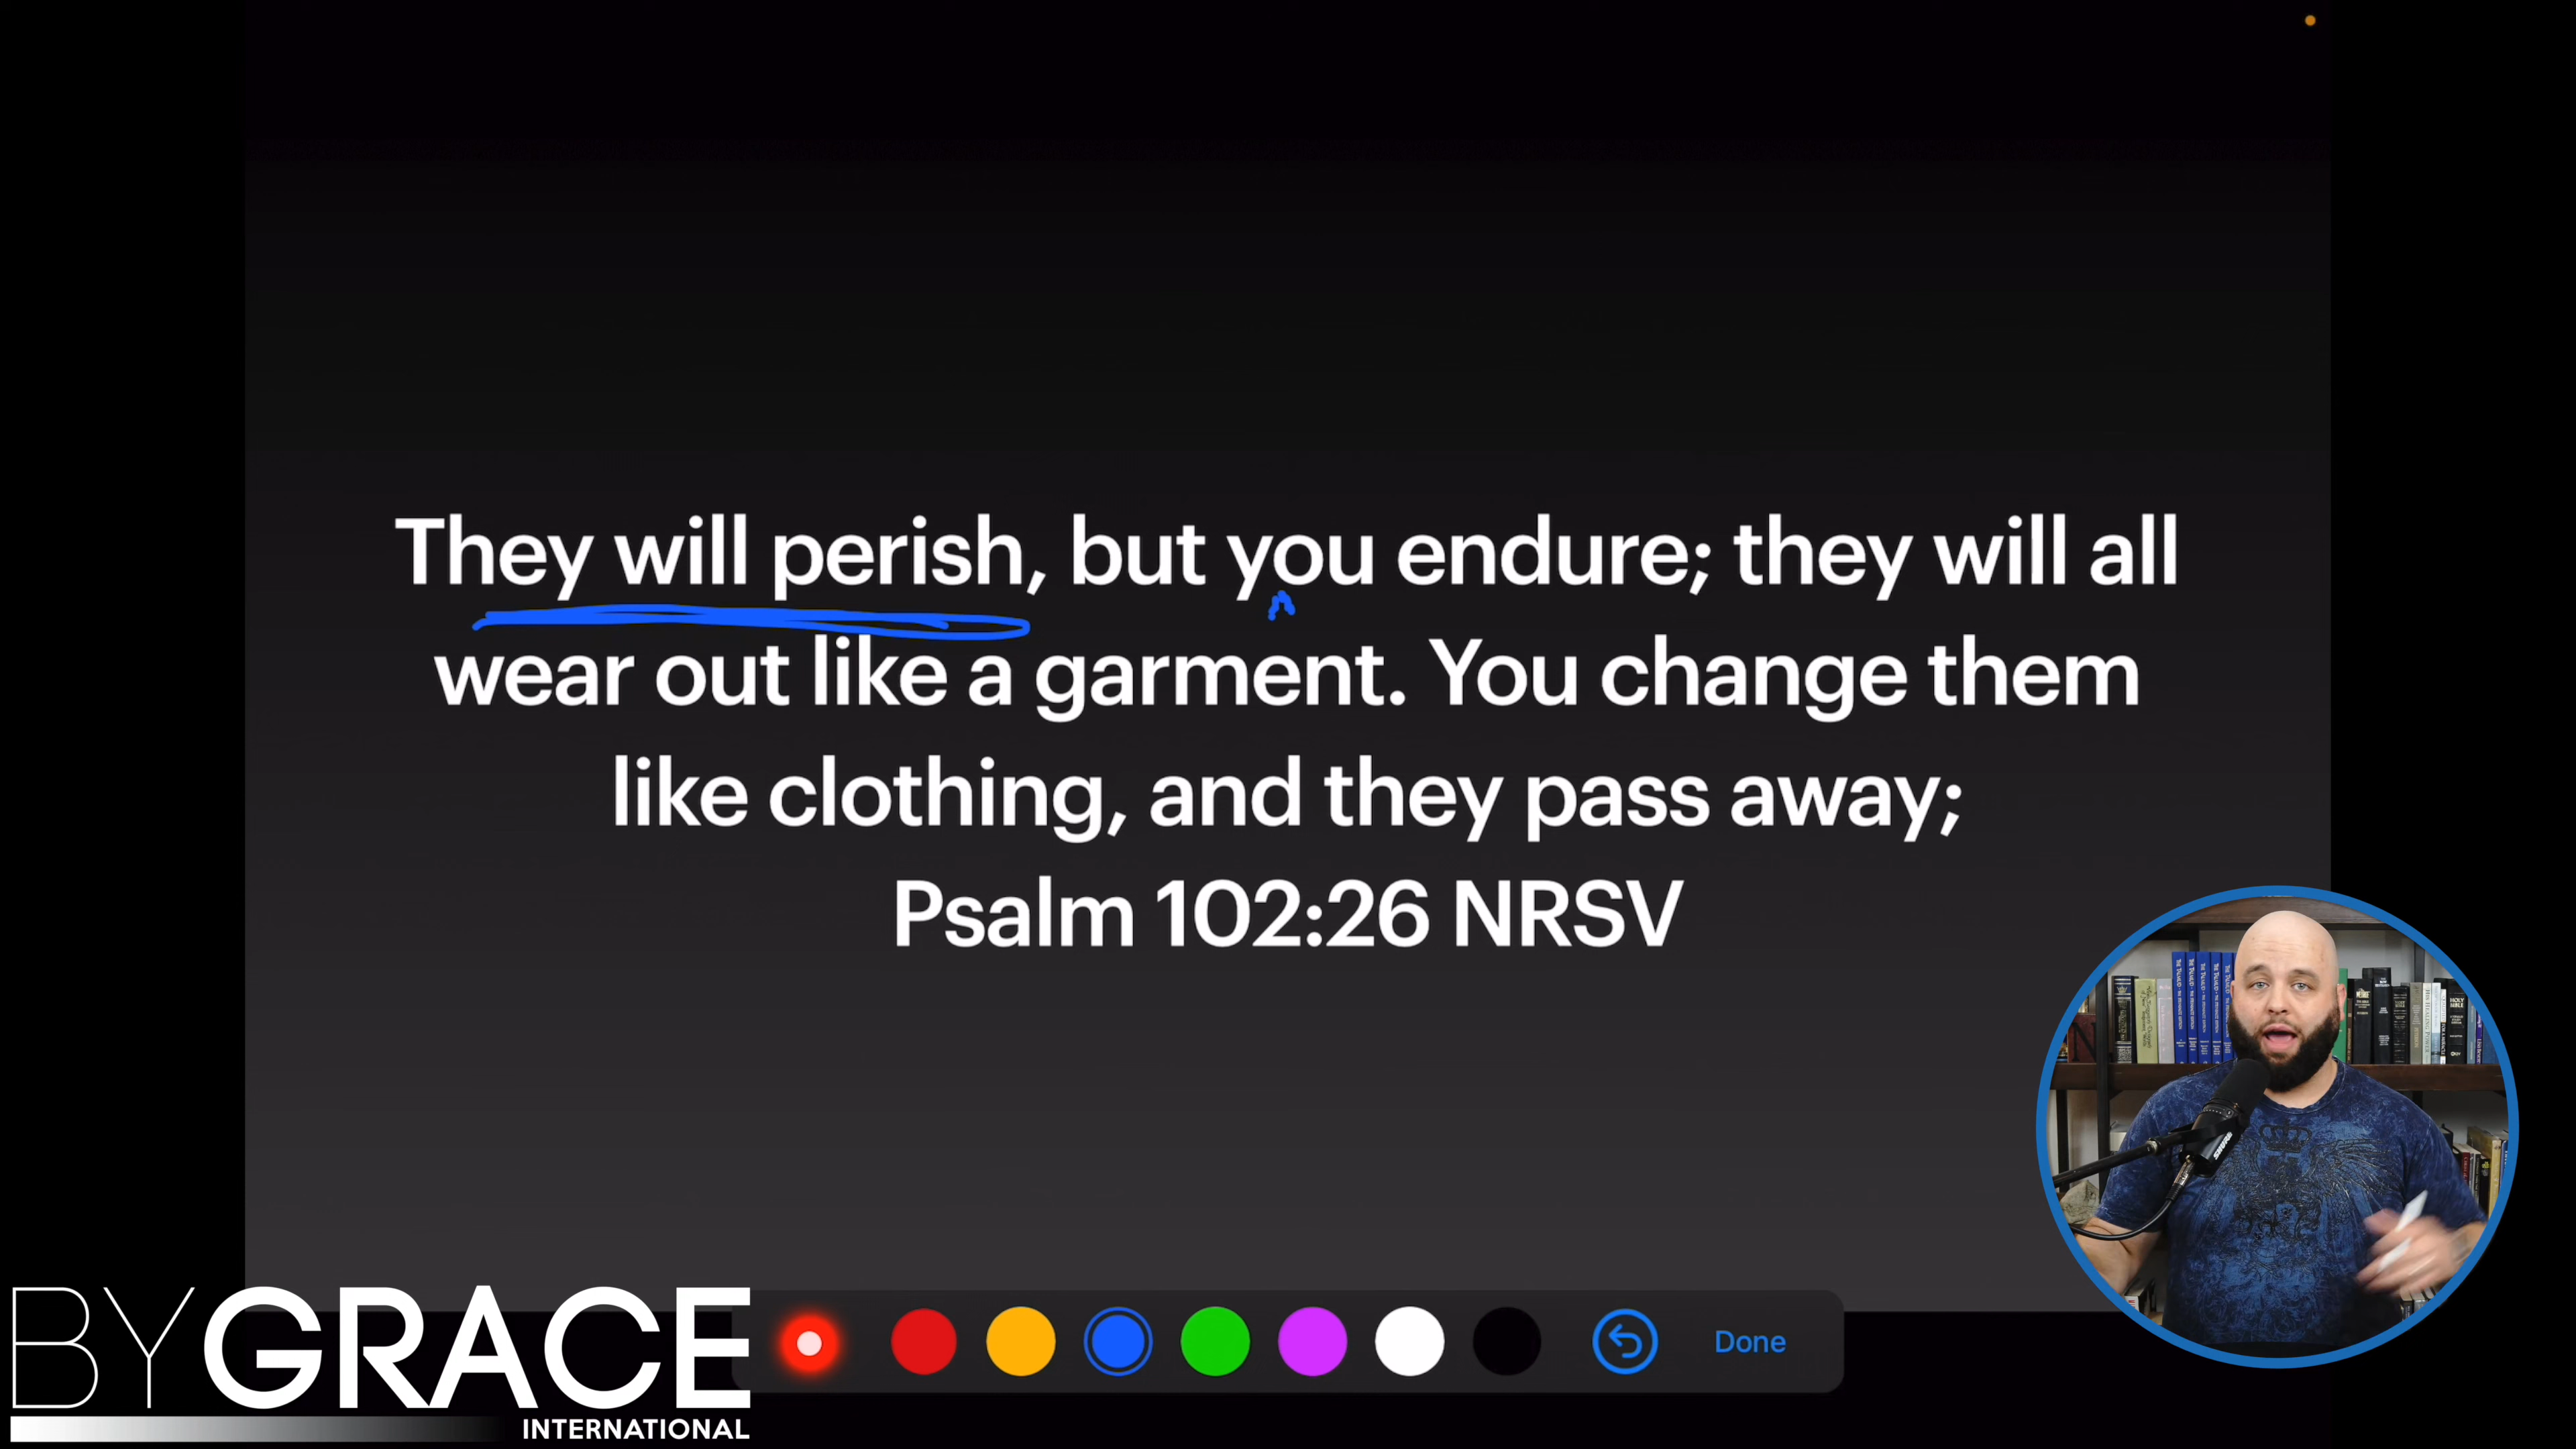 They will perish, but you endure; they will all
wear out like a garment. You change them
like clothing, and they pass away;
Psalm 102:26 NRSV
BYGRACE
INTERNATIONAL
Done
SHURE